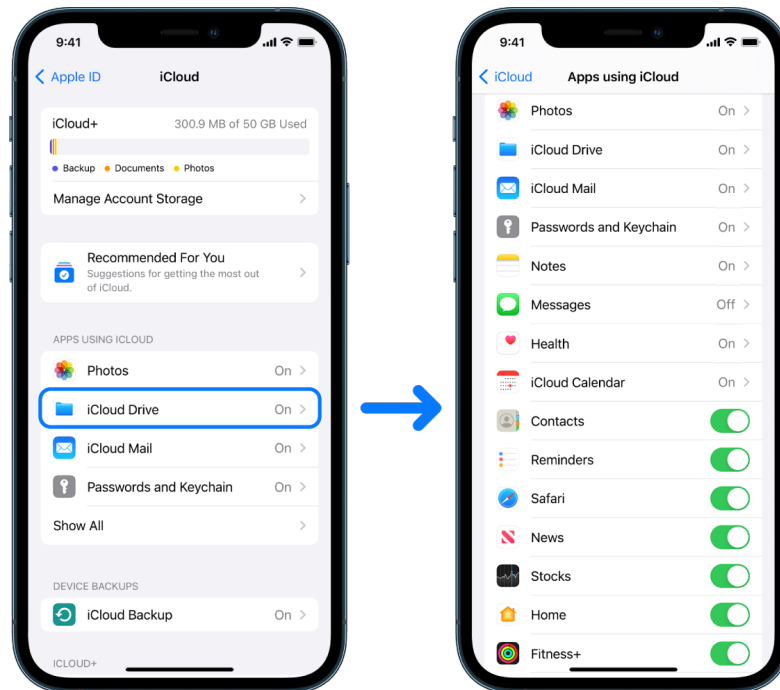 9:41
Apple ID
iCloud
iCloud+
300.9 MB of 50 GB Used
Backup
Documents
Photos
Manage Account Storage
Recommended For You
Suggestions for getting the most out
of iCloud.
APPS USING ICLOUD
Photos
On
iCloud Drive
On
iCloud Mail
On
Passwords and Keychain
On
Show All
DEVICE BACKUPS
iCloud Backup
On
ICLOUD+
9:41
iCloud
Apps using iCloud
Photos
On
iCloud Drive
On
iCloud Mail
On
Passwords and Keychain
On
Notes
On
Messages
Off
Health
On
iCloud Calendar
On
Contacts
Reminders
Safari
News
Stocks
Home
Fitness+